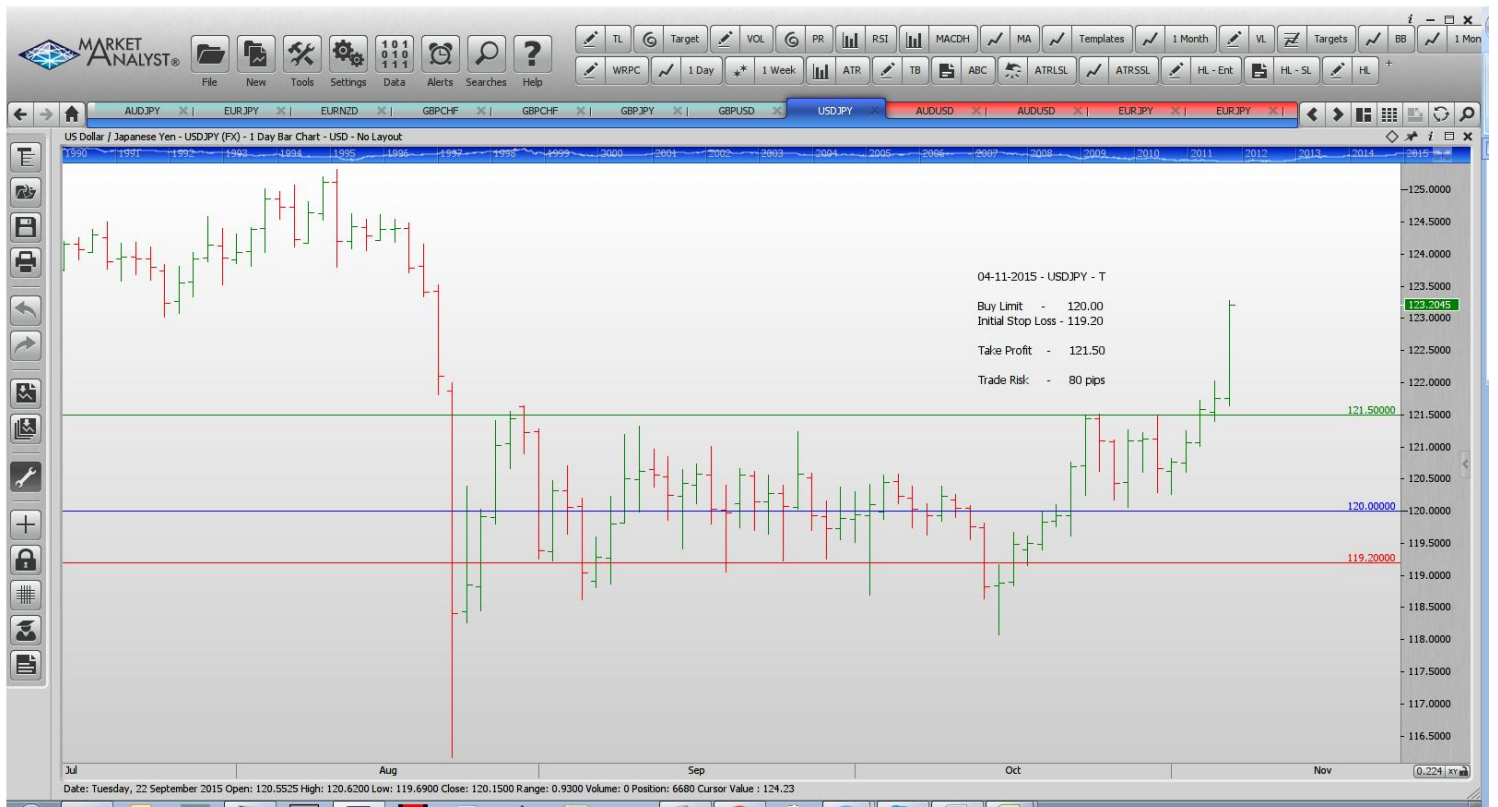 i
MARKET ANALYST®
File New Tools Settings Data Alerts Searches Help
TL Target VOL PR RSI MACDH MA Templates 1 Month VL Targets BB 1 Mon
WRPC 1 Day 1 Week ATR TB ABC ATRLSL ATRSSL HL - Ent HL - SL HL +
AUDJPY EURJPY EURNZD GBPCHF GBPCHF GBPJPY GBPUSD USDJPY AUDUSD AUDUSD EURJPY EURJPY
US Dollar / Japanese Yen - USDJPY (FX) - 1 Day Bar Chart - USD - No Layout
1990 1991 1992 1993 1994 1995 1996 1997 1998 1999 2000 2001 2002 2003 2004 2005 2006 2007 2008 2009 2010 2011 2012 2013 2014 2015
125.0000
124.5000
124.0000
04-11-2015 - USDJPY - T
123.5000
Buy Limit - 120.00
123.2045
Initial Stop Loss - 119.20
123.0000
Take Profit - 121.50
122.5000
Trade Risk - 80 pips
122.0000
121.50000
121.5000
121.0000
120.5000
120.00000
120.0000
119.5000
119.20000
119.0000
118.5000
118.0000
117.5000
117.0000
116.5000
Jul Aug Sep Oct Nov
0.224 XY
Date: Tuesday, 22 September 2015 Open: 120.5525 High: 120.6200 Low: 119.6900 Close: 120.1500 Range: 0.9300 Volume: 0 Position: 6680 Cursor Value : 124.23